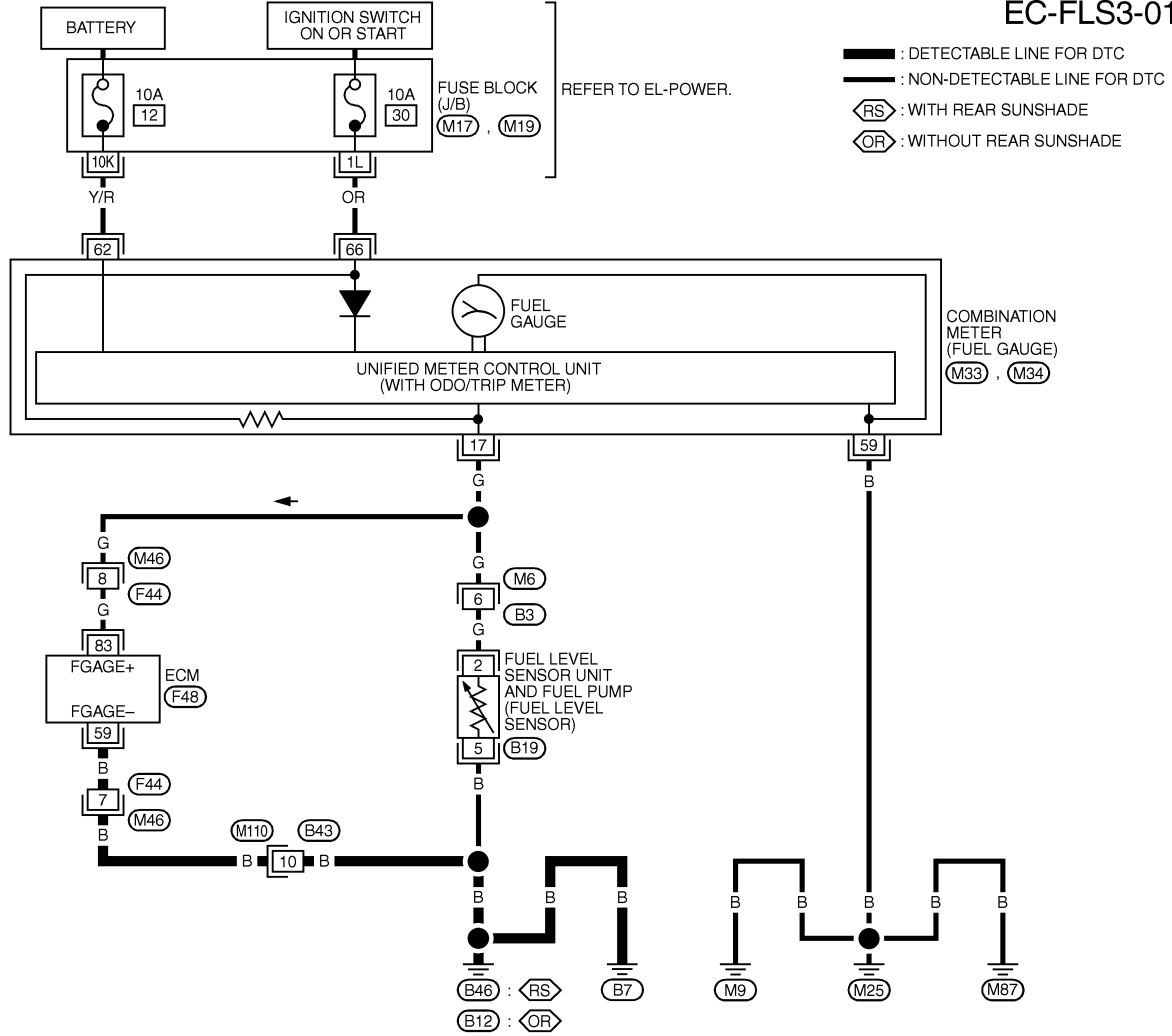 EC-FLS3-01
BATTERY
IGNITION SWITCH
ON OR START
: DETECTABLE LINE FOR DTC
: NON-DETECTABLE LINE FOR DTC
RS : WITH REAR SUNSHADE
OR : WITHOUT REAR SUNSHADE
10A
12
10A
30
FUSE BLOCK
(J/B)
M17 , M19
REFER TO EL-POWER.
10K
1L
Y/R
OR
62
66
FUEL
GAUGE
COMBINATION
METER
(FUEL GAUGE)
M33 , M34
UNIFIED METER CONTROL UNIT
(WITH ODO/TRIP METER)
17
59
G
B
G
M46
8
F44
G
83
FGAGE+
ECM
F48
FGAGE–
59
B
F44
7
M46
B
G
M6
6
B3
G
2
FUEL LEVEL
SENSOR UNIT
AND FUEL PUMP
(FUEL LEVEL
SENSOR)
5
B19
B
M110
B43
B
10
B
B
B
B
B
B
B
B
B
B46 : RS
B7
M9
M25
M87
B12 : OR